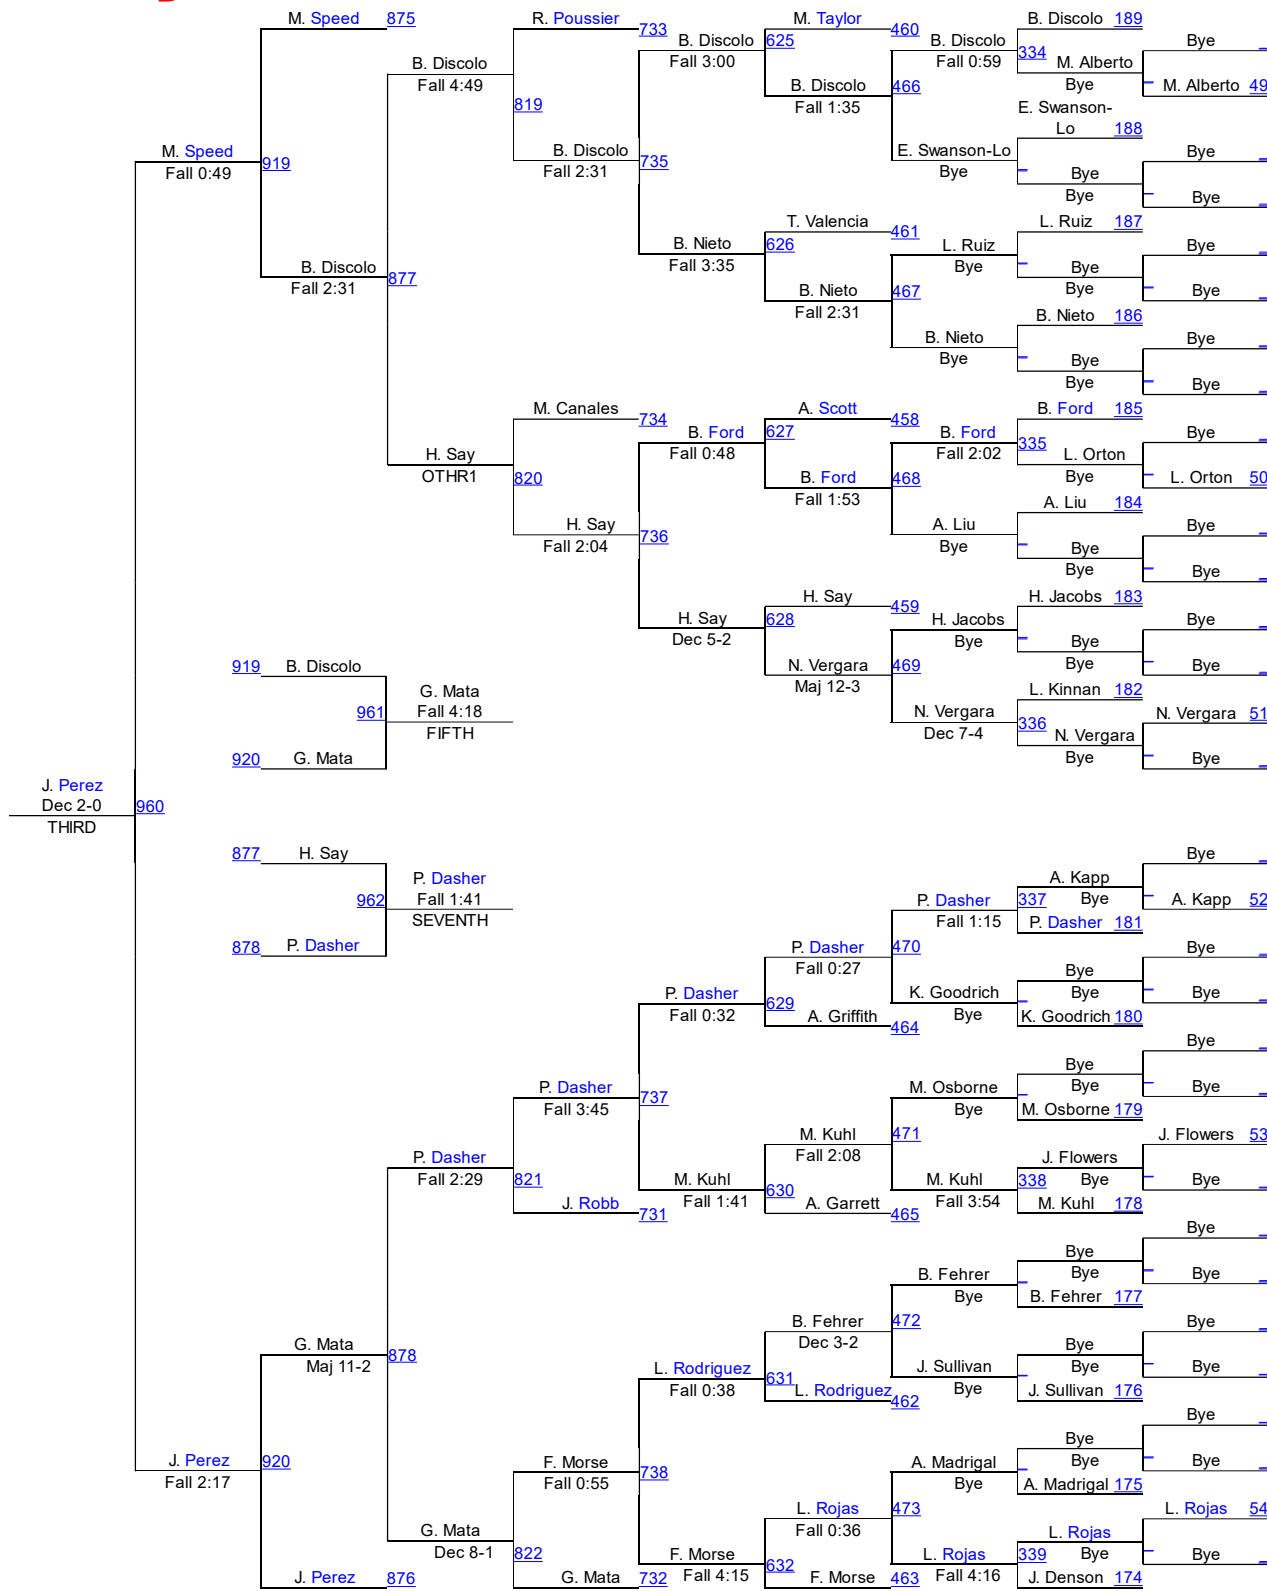 M. Speed 875 R. Poussier 733 M. Taylor 460 B. Discolo 189
B. Discolo 625 B. Discolo 334 Bye
Fall 3:00 Fall 0:59 M. Alberto
B. Discolo B. Discolo 466 Bye M. Alberto 49
Fall 4:49 Fall 1:35
819 E. Swanson-
Lo 188
M. Speed 919 B. Discolo 735 E. Swanson-Lo Bye
Fall 0:49 Fall 2:31 Bye Bye
Bye Bye
T. Valencia 461 L. Ruiz 187
B. Nieto 626 L. Ruiz Bye
Fall 3:35 Bye Bye
B. Discolo 877 Bye
Fall 2:31 B. Nieto 467 Bye
Fall 2:31
B. Nieto 186
B. Nieto Bye
Bye Bye
Bye Bye
M. Canales 734 A. Scott 458 B. Ford 185
B. Ford 627 B. Ford 335 Bye
Fall 0:48 Fall 2:02
H. Say L. Orton
OTHR1 820 B. Ford 468 Bye L. Orton 50
Fall 1:53
A. Liu 184
H. Say 736 A. Liu Bye
Fall 2:04 Bye Bye
Bye Bye
H. Say 459 H. Jacobs 183
H. Say 628 H. Jacobs Bye
Dec 5-2 Bye Bye
919 B. Discolo N. Vergara 469 Bye Bye
Maj 12-3
G. Mata L. Kinnan 182
961 Fall 4:18 N. Vergara 336 N. Vergara 51
FIFTH Dec 7-4 N. Vergara
920 G. Mata Bye Bye
J. Perez
Dec 2-0 960
THIRD
877 H. Say Bye
P. Dasher A. Kapp
962 Fall 1:41 P. Dasher 337 Bye A. Kapp 52
SEVENTH Fall 1:15 P. Dasher 181
878 P. Dasher P. Dasher 470 Bye
Fall 0:27 Bye
P. Dasher 629 K. Goodrich Bye Bye
Fall 0:32 A. Griffith 464 Bye K. Goodrich 180
Bye
Bye
P. Dasher 737 M. Osborne Bye Bye
Fall 3:45 Bye M. Osborne 179
M. Kuhl 471 J. Flowers 53
P. Dasher 821 Fall 2:08 J. Flowers
Fall 2:29 M. Kuhl 630 M. Kuhl 338 Bye Bye
J. Robb 731 Fall 1:41 A. Garrett 465 Fall 3:54 M. Kuhl 178
Bye
Bye
B. Fehrer Bye Bye
Bye B. Fehrer 177
B. Fehrer 472 Bye
G. Mata 878 Dec 3-2 Bye
Maj 11-2 L. Rodriguez 631 J. Sullivan Bye Bye
Fall 0:38 L. Rodriguez 462 Bye J. Sullivan 176
Bye
Bye
J. Perez 920 F. Morse 738 A. Madrigal Bye Bye
Fall 2:17 Fall 0:55 Bye A. Madrigal 175
L. Rojas 473 L. Rojas 54
G. Mata Fall 0:36 L. Rojas
Dec 8-1 822 F. Morse 632 L. Rojas 339 Bye Bye
J. Perez 876 G. Mata 732 Fall 4:15 F. Morse 463 Fall 4:16 J. Denson 174